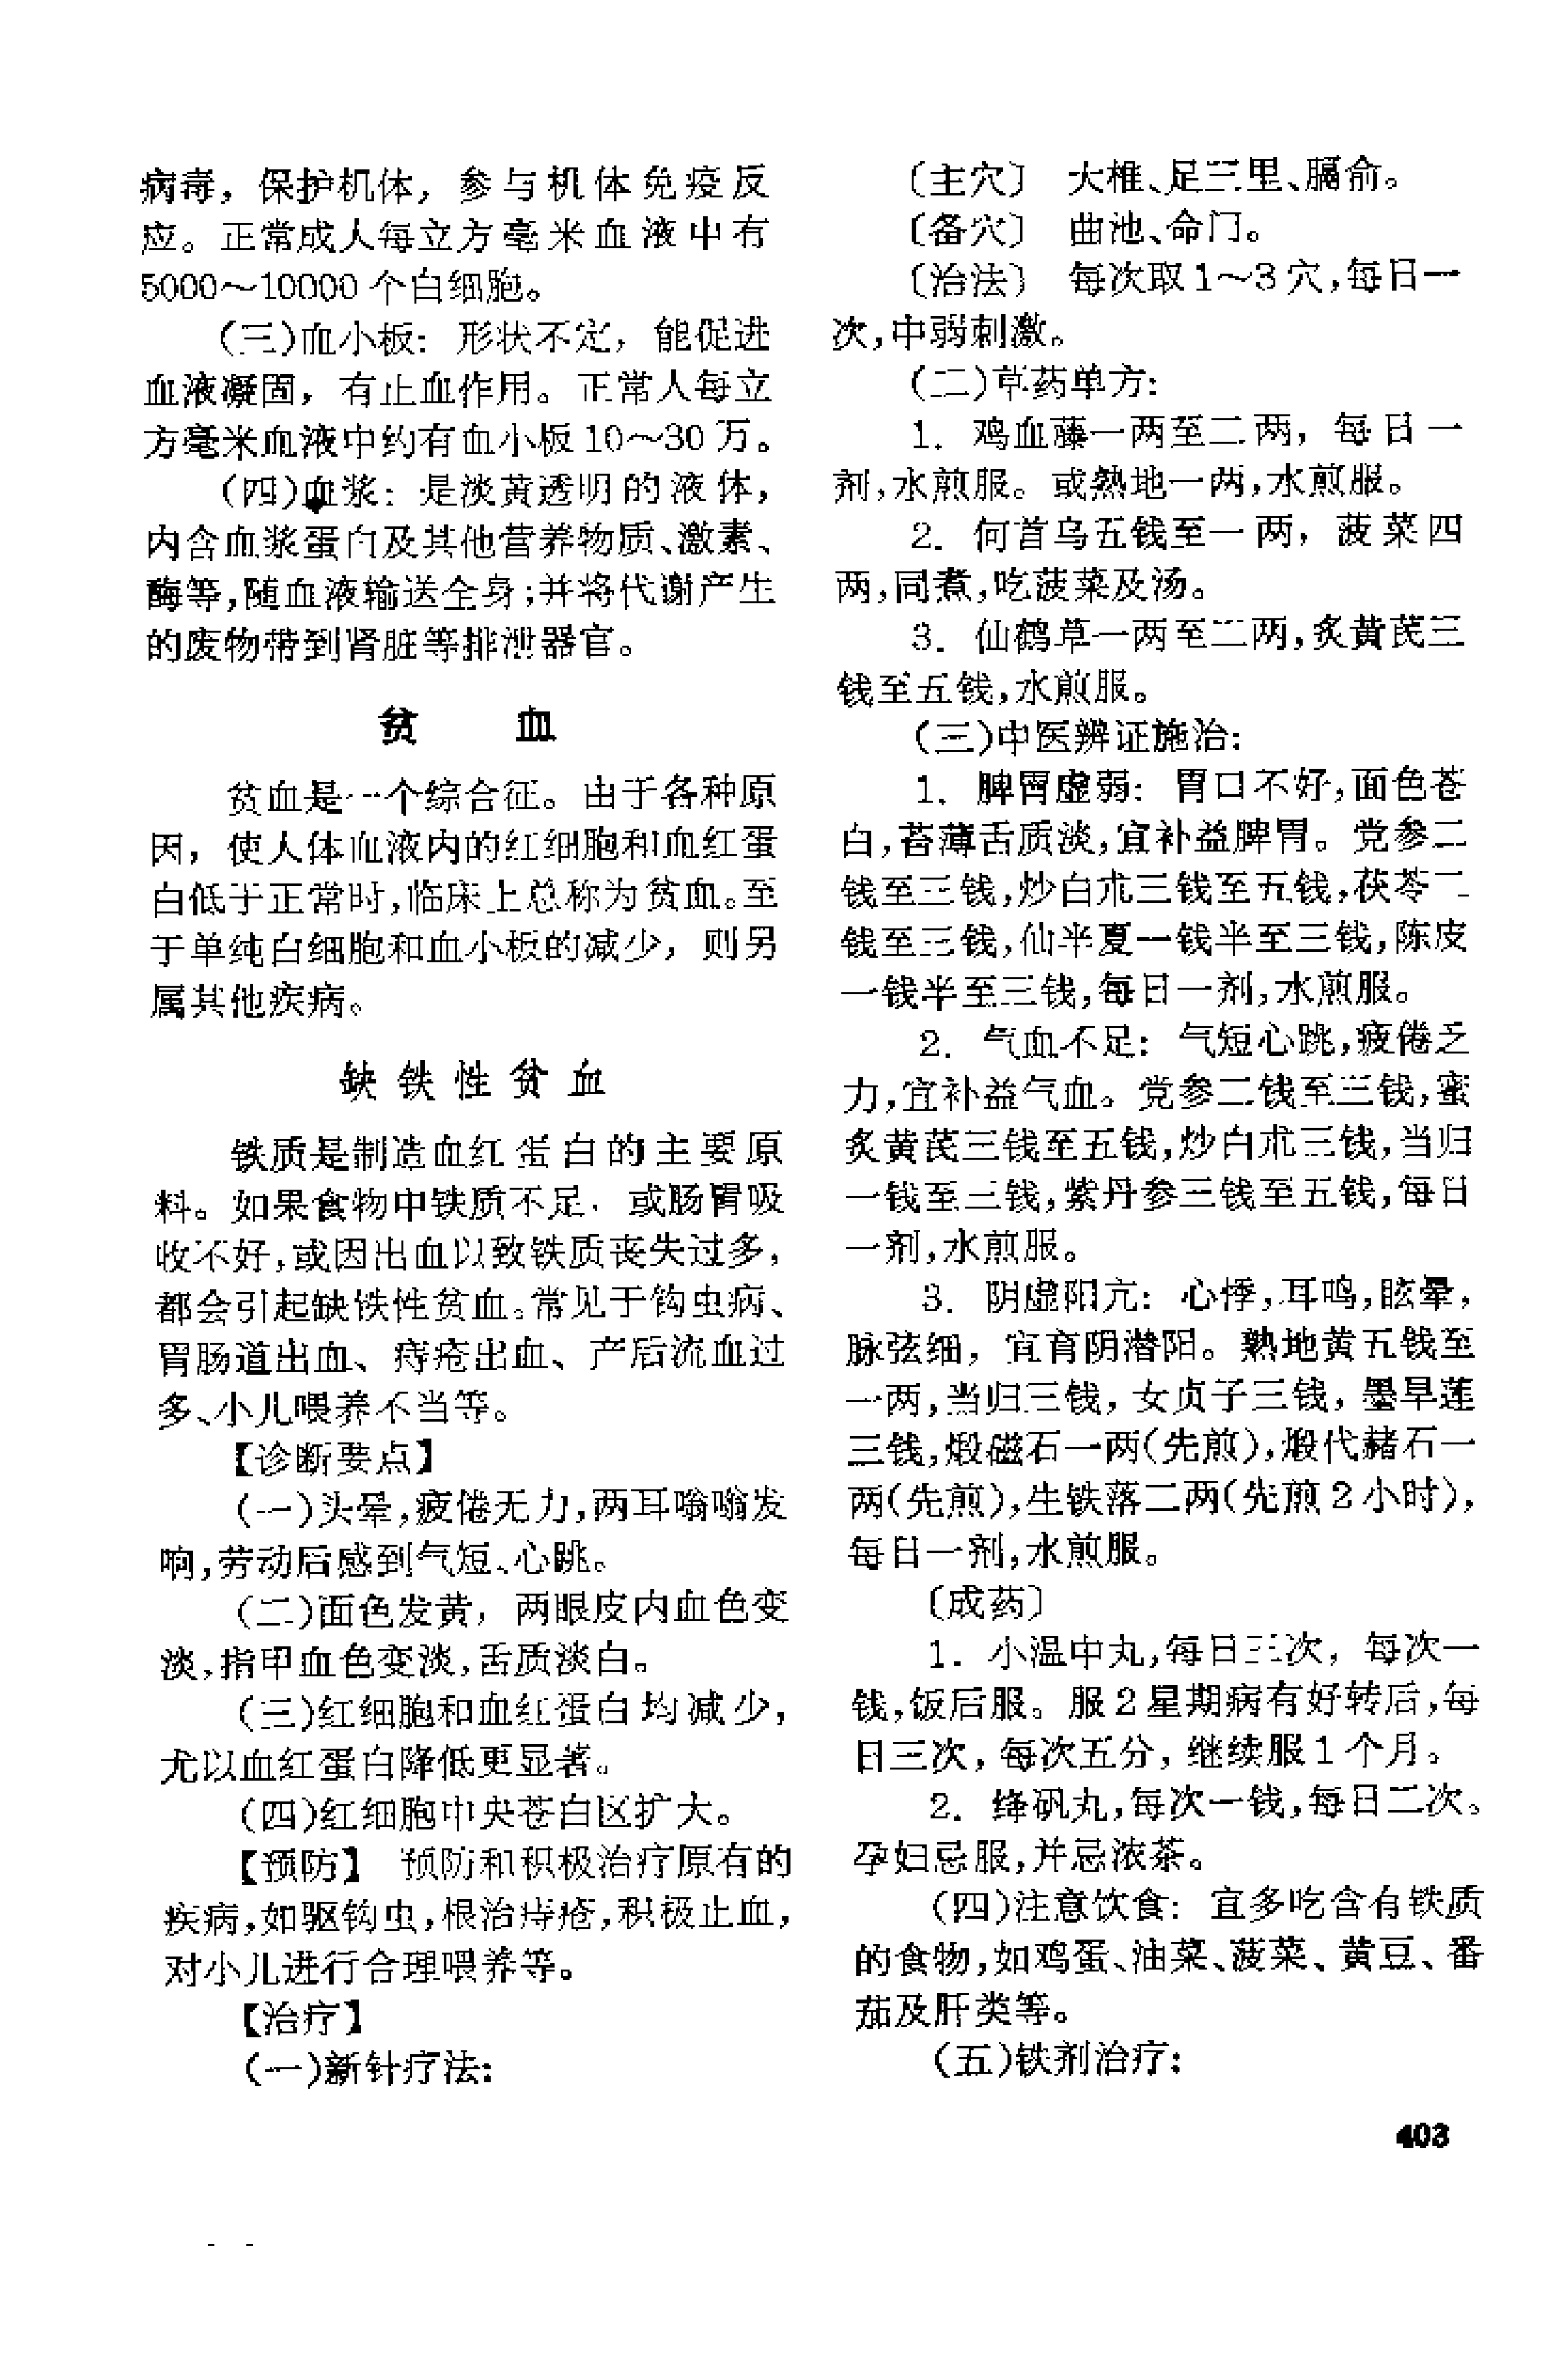 病毒，保护机体，参与机体免疫反
应。正常成人每立方毫米血液中有
5000～10000个白细胞。
(三)血小板：形状不定，能促进
血液凝固，有止血作用。正常人每立
方毫米血液中约有血小板10～30万。
(四)血浆：是淡黄透明的液体，
内含血浆蛋白及其他营养物质、激素、
酶等，随血液输送全身；并将代谢产生
的废物带到肾脏等排泄器官。
贫 血
贫血是一个综合征。由于各种原
因，使人体血液内的红细胞和血红蛋
白低于正常时，临床上总称为贫血。至
于单纯白细胞和血小板的减少，则另
属其他疾病。
缺铁性贫血
铁质是制造血红蛋白的主要原
料。如果食物中铁质不足，或肠胃吸
收不好，或因出血以致铁质丧失过多，
都会引起缺铁性贫血。常见于钩虫病、
胃肠道出血、痔疮出血、产后流血过
多、小儿喂养不当等。
【诊断要点】
(一)头晕，疲倦无力，两耳嗡嗡发
响，劳动后感到气短、心跳。
(二)面色发黄，两眼皮内血色变
淡，指甲血色变淡，舌质淡白。
(三)红细胞和血红蛋白均减少，
尤以血红蛋白降低更显著。
(四)红细胞中央苍白区扩大。
【预防】 预防和积极治疗原有的
疾病，如驱钩虫，根治痔疮，积极止血，
对小儿进行合理喂养等。
【治疗】
(一)新针疗法：
〔主穴〕 大椎、足三里、膈俞。
〔备穴〕 曲池、命门。
〔治法〕 每次取1～3穴，每日一
次，中弱刺激。
(二)草药单方：
1. 鸡血藤一两至二两，每日一
剂，水煎服。或熟地一两，水煎服。
2. 何首乌五钱至一两，菠菜四
两，同煮，吃菠菜及汤。
3. 仙鹤草一两至二两，炙黄芪三
钱至五钱，水煎服。
(三)中医辨证施治：
1. 脾胃虚弱：胃口不好，面色苍
白，苔薄舌质淡，宜补益脾胃。党参二
钱至三钱，炒白朮三钱至五钱，茯苓二
钱至三钱，仙半夏一钱半至三钱，陈皮
一钱半至三钱，每日一剂，水煎服。
2. 气血不足：气短心跳，疲倦乏
力，宜补益气血。党参二钱至三钱，蜜
炙黄芪三钱至五钱，炒白朮三钱，当归
一钱至三钱，紫丹参三钱至五钱，每日
一剂，水煎服。
3. 阴虚阳亢：心悸，耳鸣，眩晕，
脉弦细，宜育阴潜阳。熟地黄五钱至
一两，当归三钱，女贞子三钱，墨旱莲
三钱，煅磁石一两(先煎)，煅代赭石一
两(先煎)，生铁落二两(先煎2小时)，
每日一剂，水煎服。
〔成药〕
1. 小温中丸，每日三次，每次一
钱，饭后服。服2星期病有好转后，每
日三次，每次五分，继续服1个月。
2. 绛矾丸，每次一钱，每日二次。
孕妇忌服，并忌浓茶。
(四)注意饮食：宜多吃含有铁质
的食物，如鸡蛋、油菜、菠菜、黄豆、番
茄及肝类等。
(五)铁剂治疗：
403